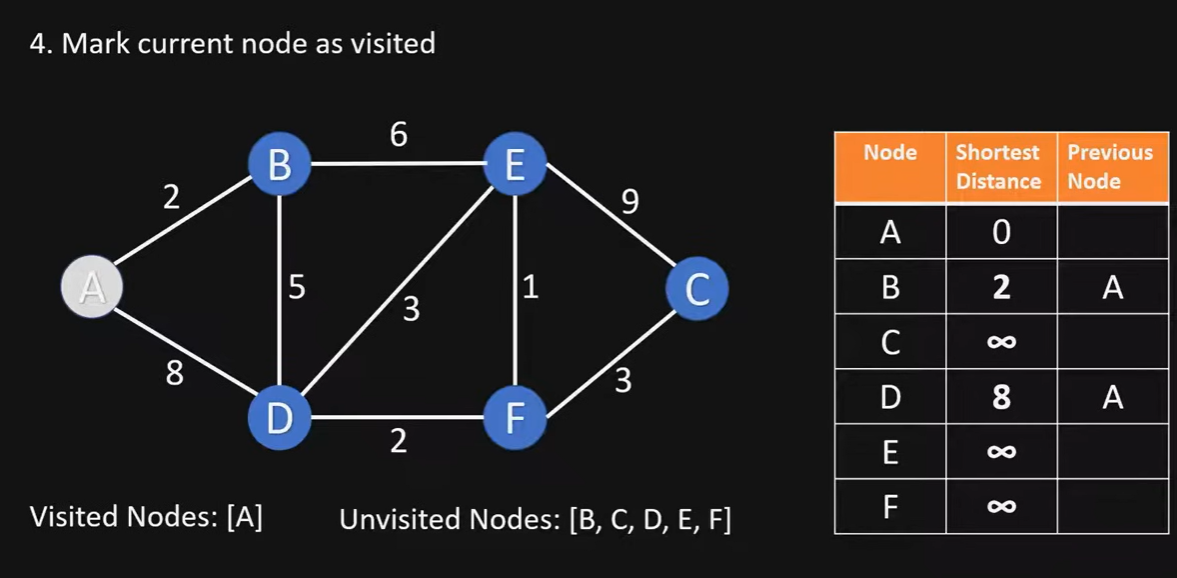 4. Mark current node as visited
6
B
E
2
9
A
5
3
1
C
8
3
D
F
2
Visited Nodes: [A]
Unvisited Nodes: [B, C, D, E, F]
Node Shortest Distance Previous Node
A 0
B 2 A
C ∞
D 8 A
E ∞
F ∞